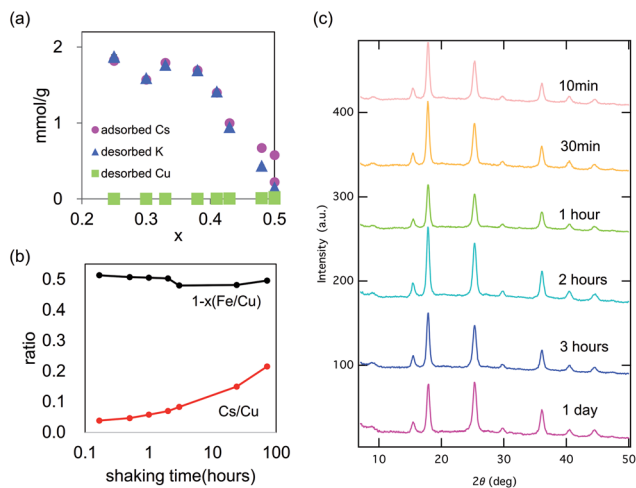 (a)
2
1
0
mmol/g
adsorbed Cs
desorbed K
desorbed Cu
0.2
0.3
0.4
0.5
x
(b)
0.5
0.4
0.3
0.2
0.1
0.0
ratio
1-x(Fe/Cu)
Cs/Cu
0.1
1
10
100
shaking time(hours)
(c)
400
300
200
100
Intensity (a.u.)
10min
30min
1 hour
2 hours
3 hours
1 day
10
20
30
40
50
2θ (deg)